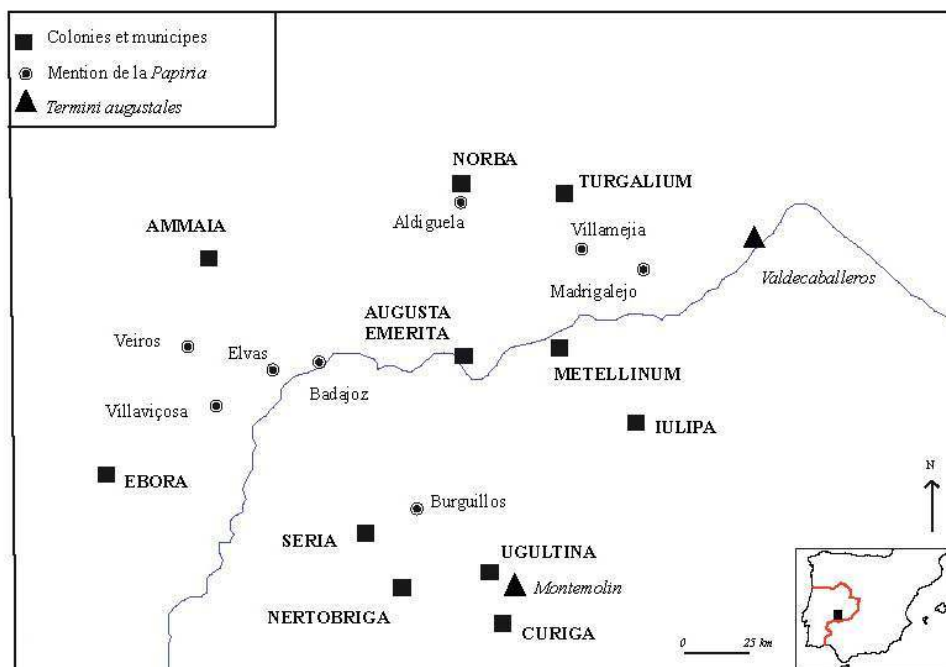 Colonies et municipes
Mention de la Papiria
Termini augustales
NORBA
TURGALIUM
Aldiguela
Villamejia
AMMAIA
Madrigalejo
Valdecaballeros
AUGUSTA
EMERITA
Veiros
Elvas
Badajoz
METELLINUM
Villaviçosa
IULIPA
EBORA
N
Burguillos
SERIA
UGULTINA
Montemolin
NERTOBRIGA
CURIGA
0 25 km